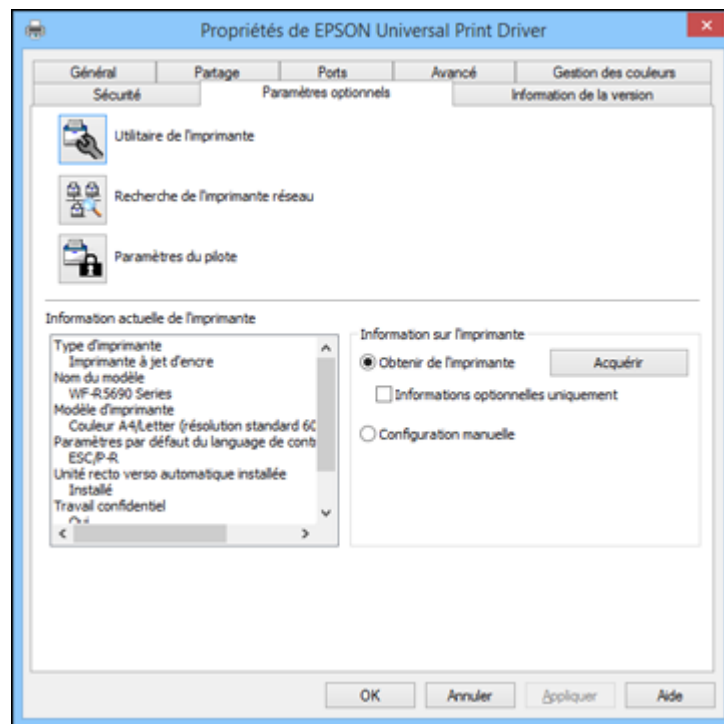 Propriétés de EPSON Universal Print Driver
Général Partage Ports Avancé Gestion des couleurs
Sécurité Paramètres optionnels Information de la version
Utilitaire de l'imprimante
Recherche de l'imprimante réseau
Paramètres du pilote
Information actuelle de l'imprimante
Type d'imprimante
Imprimante à jet d'encre
Nom du modèle
WF-R5690 Series
Modèle d'imprimante
Couleur A4/Letter (résolution standard 60
Paramètres par défaut du language de cont
ESC/P-R
Unité recto verso automatique installée
Installé
Travail confidentiel
Oui
Information sur l'imprimante
Obtenir de l'imprimante Acquérir
Informations optionnelles uniquement
Configuration manuelle
OK Annuler Appliquer Aide